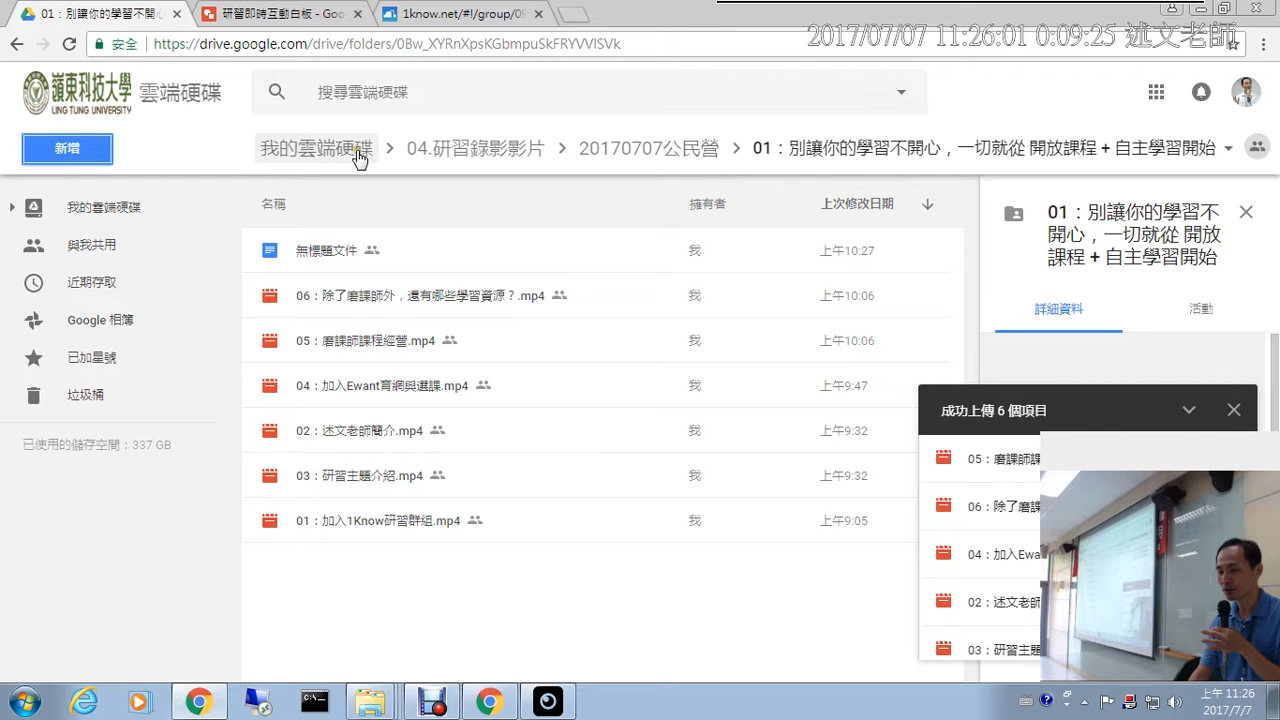 01：別讓你的學習不開
研習即時互動白板 - Goo
1know.net/#!/group/09
安全 | https://drive.google.com/drive/folders/
2017/07/07 11:26:01 0:09:25 述文老師
嶺東科技大學
LING TUNG UNIVERSITY
雲端硬碟
搜尋雲端硬碟
新增
我的雲端硬碟 > 04.研習錄影影片 > 20170707公民營 > 01：別讓你的學習不開心，一切就從 開放課程 + 自主學習開始
我的雲端硬碟
與我共用
近期存取
Google 相簿
已加星號
垃圾桶
已使用的儲存空間：337 GB
名稱 擁有者 上次修改日期
無標題文件 我 上午10:27
06：除了磨課師外，還有哪些學習資源？.mp4 我 上午10:06
05：磨課師課程經營.mp4 我 上午10:06
04：加入Ewant育網與選課.mp4 我 上午9:47
02：述文老師簡介.mp4 我 上午9:32
03：研習主題介紹.mp4 我 上午9:32
01：加入1Know研習群組.mp4 我 上午9:05
01：別讓你的學習不
開心，一切就從 開放
課程 + 自主學習開始
詳細資料 活動
成功上傳 6 個項目
05：磨課師課
06：除了磨課
04：加入Ewa
02：述文老師
03：研習主題
上午 11:26
2017/7/7